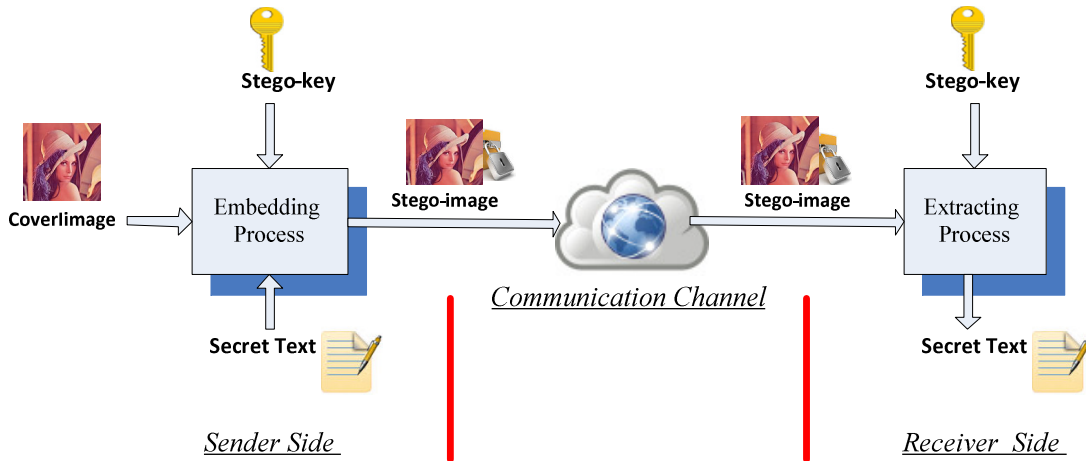 Stego-key
Stego-key
CoverIimage
Embedding
Process
Stego-image
Stego-image
Extracting
Process
Communication Channel
Secret Text
Secret Text
Sender Side
Receiver Side